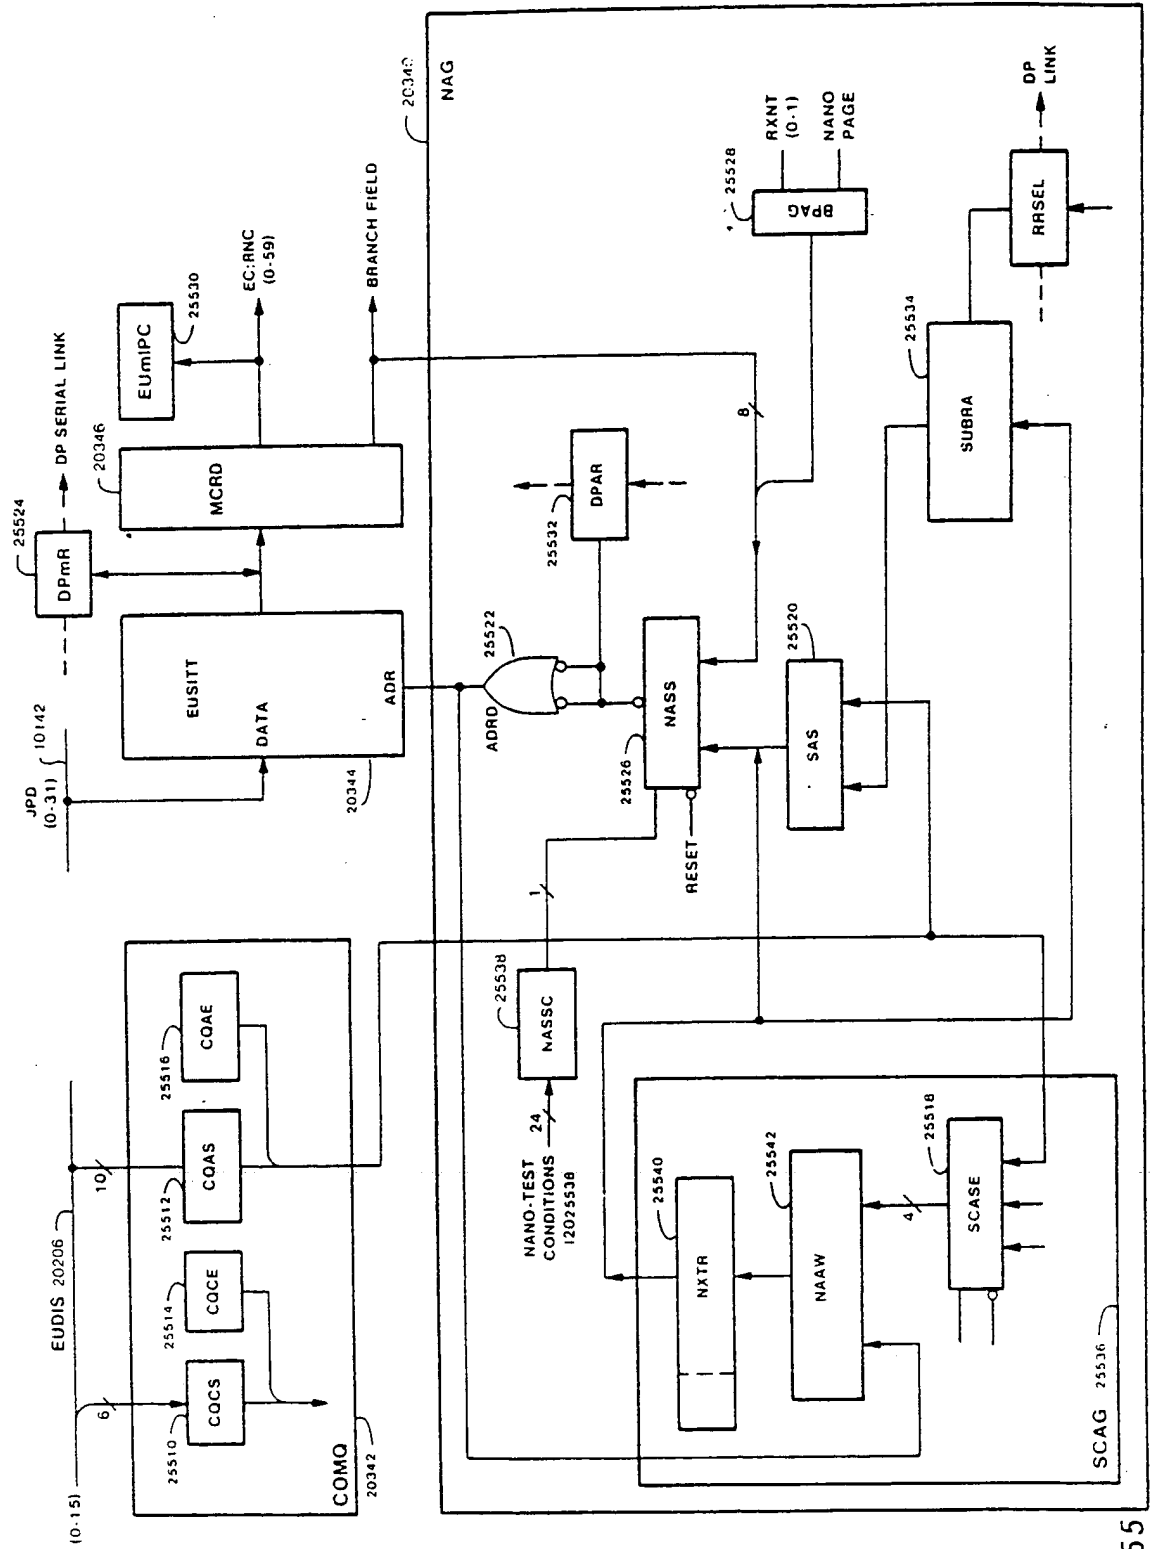 (0-15)
EUDIS 20206
6
10
25510
CQCS
25514
CQCE
25512
CQAS
25516
CQAE
COMQ
20342
JPD
(0-31)
10142
DPmR
25524
DP SERIAL LINK
EUSITT
DATA
ADR
20344
MCRD
20346
EUmIPC
25530
EC:RNC
(0-59)
BRANCH FIELD
NAG
ADRD
25522
25532
DPAR
NANO-TEST
CONDITIONS
12025538
24
NASSC
25538
1
RESET
25526
NASS
8
25528
BPAG
RXNT
(0-1)
NANO
PAGE
SAS
25520
SUBRA
25534
RRSEL
DP
LINK
NXTR
25540
NAAW
25542
4
SCASE
25518
SCAG
25536
55